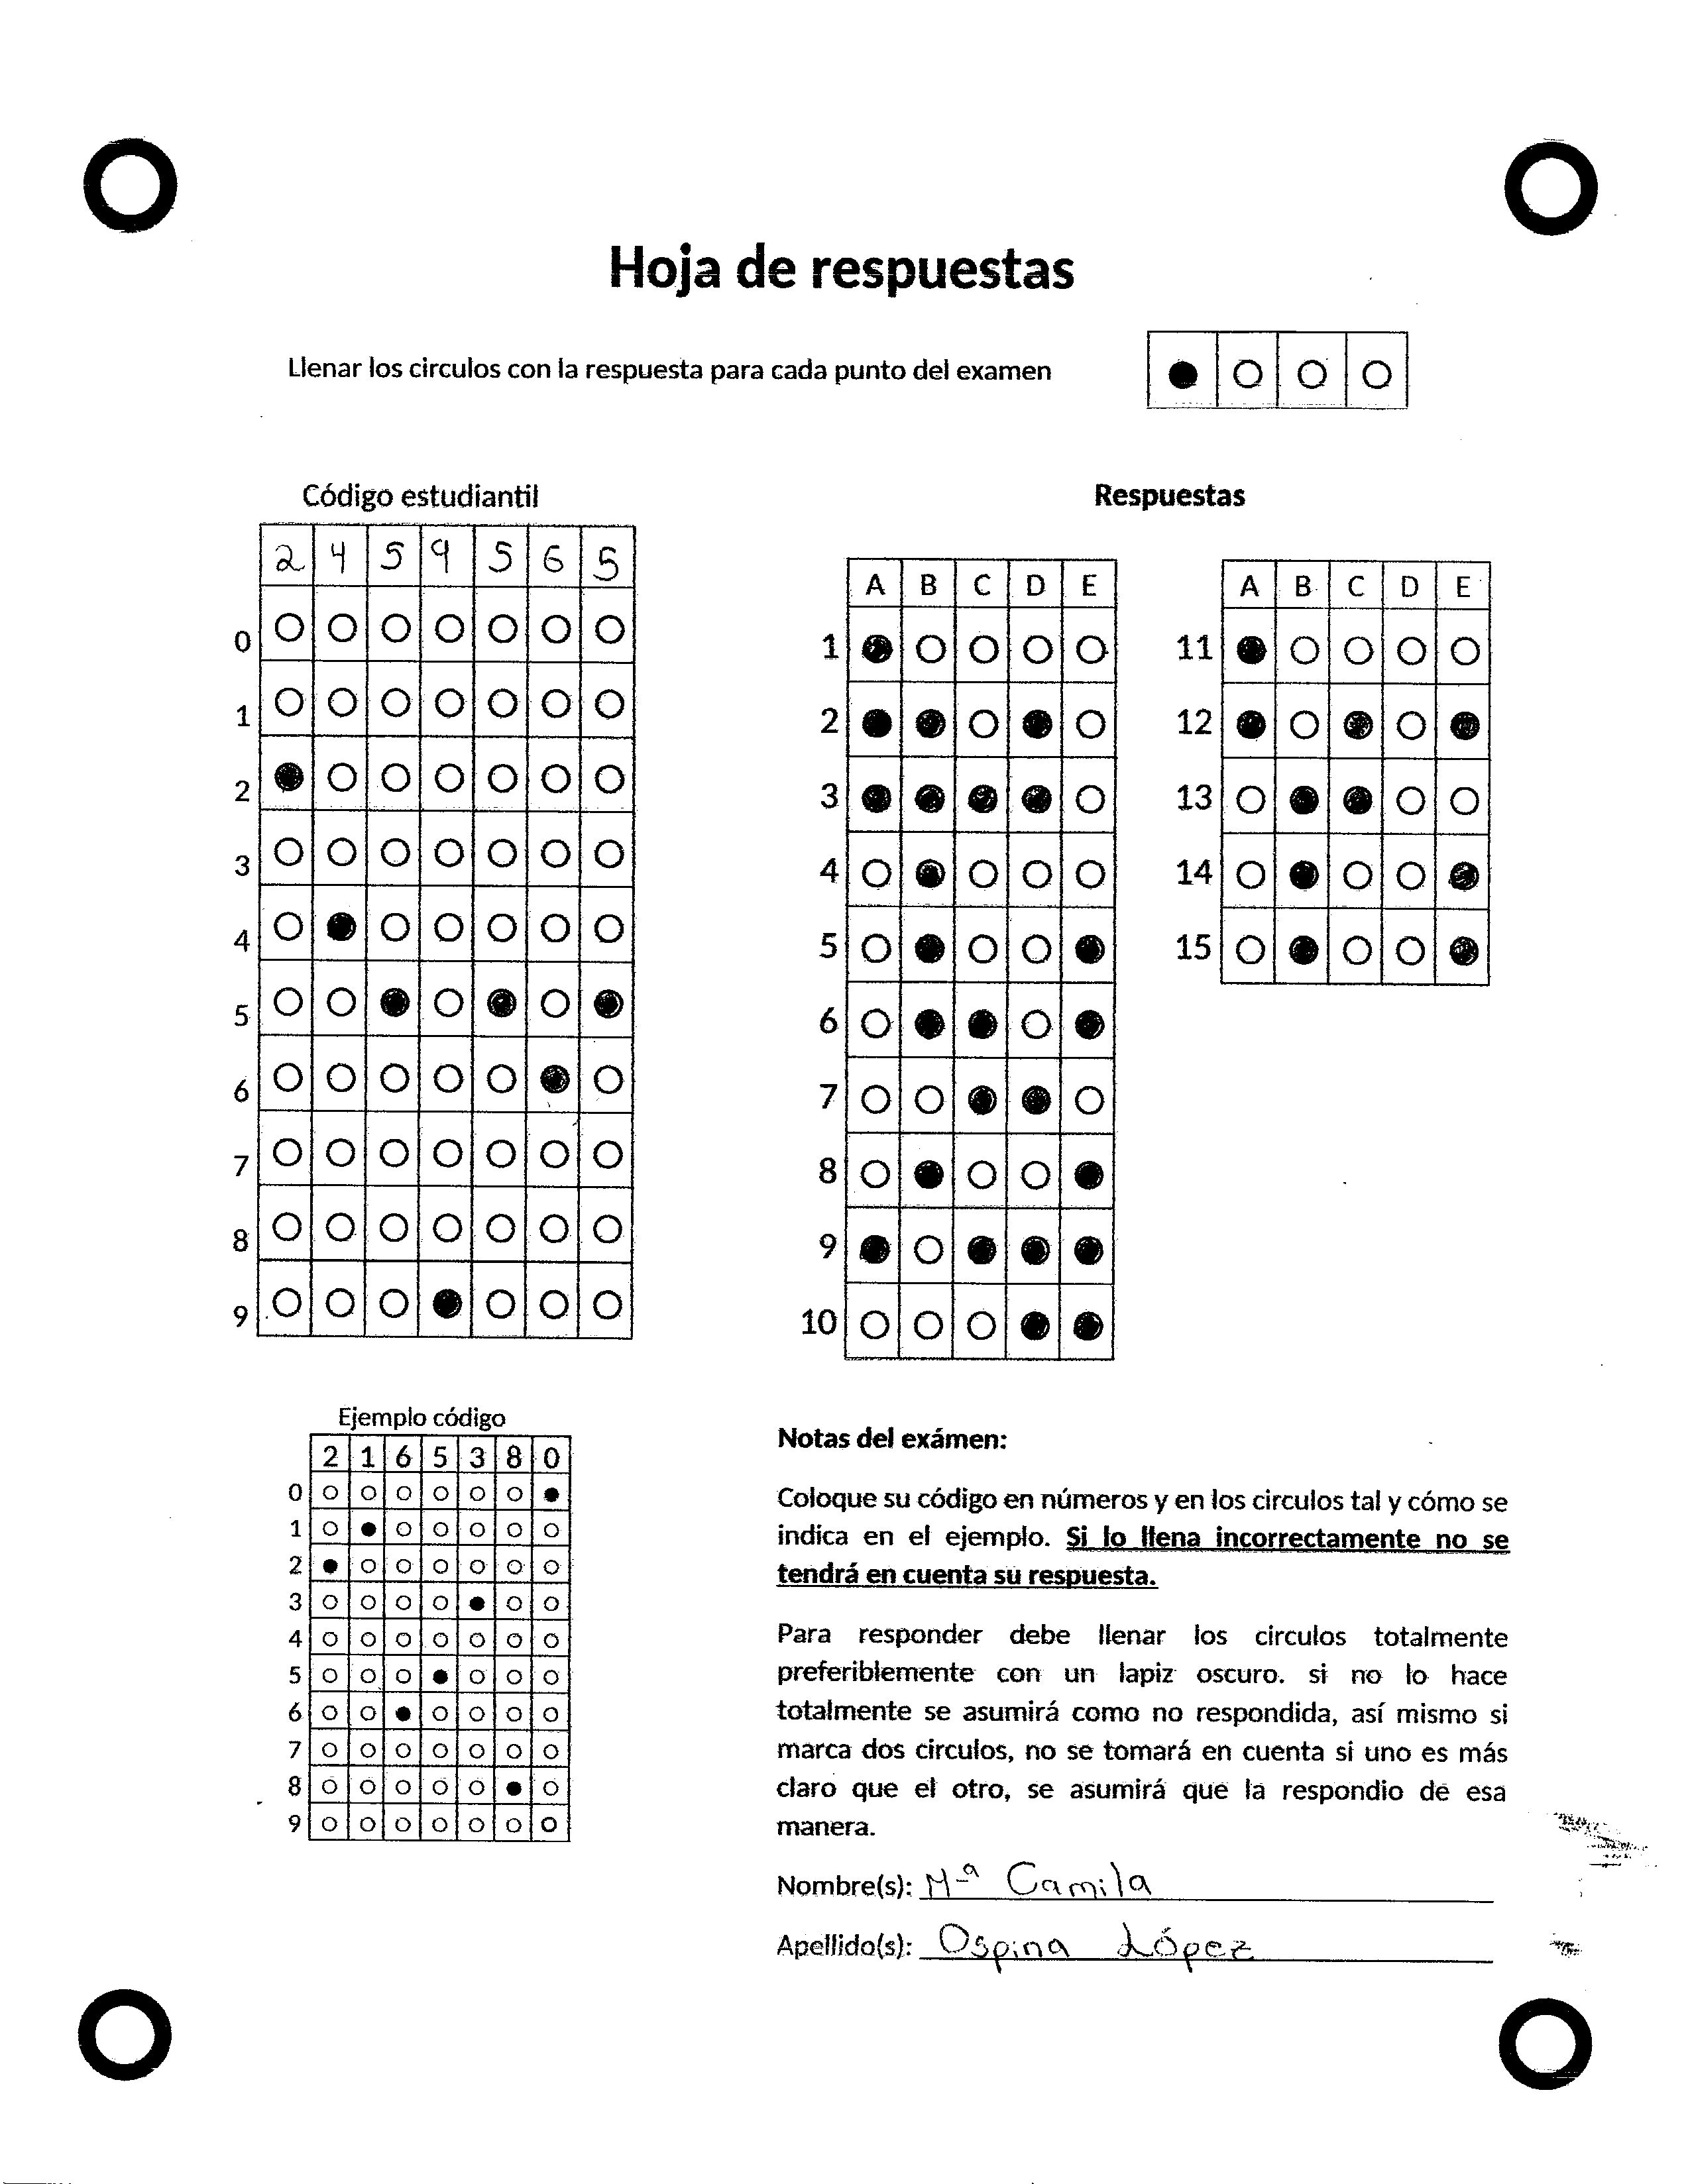 Hoja de respuestas
Llenar los circulos con la respuesta para cada punto del examen
Código estudiantil
2 4 5 9 5 6 5
0
1
2
3
4
5
6
7
8
9
Respuestas
A B C D E
1
2
3
4
5
6
7
8
9
10
A B C D E
11
12
13
14
15
Ejemplo código
2 1 6 5 3 8 0
0
1
2
3
4
5
6
7
8
9
Notas del exámen:
Coloque su código en números y en los circulos tal y cómo se
indica en el ejemplo. Si lo llena incorrectamente no se
tendrá en cuenta su respuesta.
Para responder debe llenar los circulos totalmente
preferiblemente con un lapiz oscuro. si no lo hace
totalmente se asumirá como no respondida, así mismo si
marca dos circulos, no se tomará en cuenta si uno es más
claro que el otro, se asumirá que la respondio de esa
manera.
Nombre(s): Mª Camila
Apellido(s): Ospina López